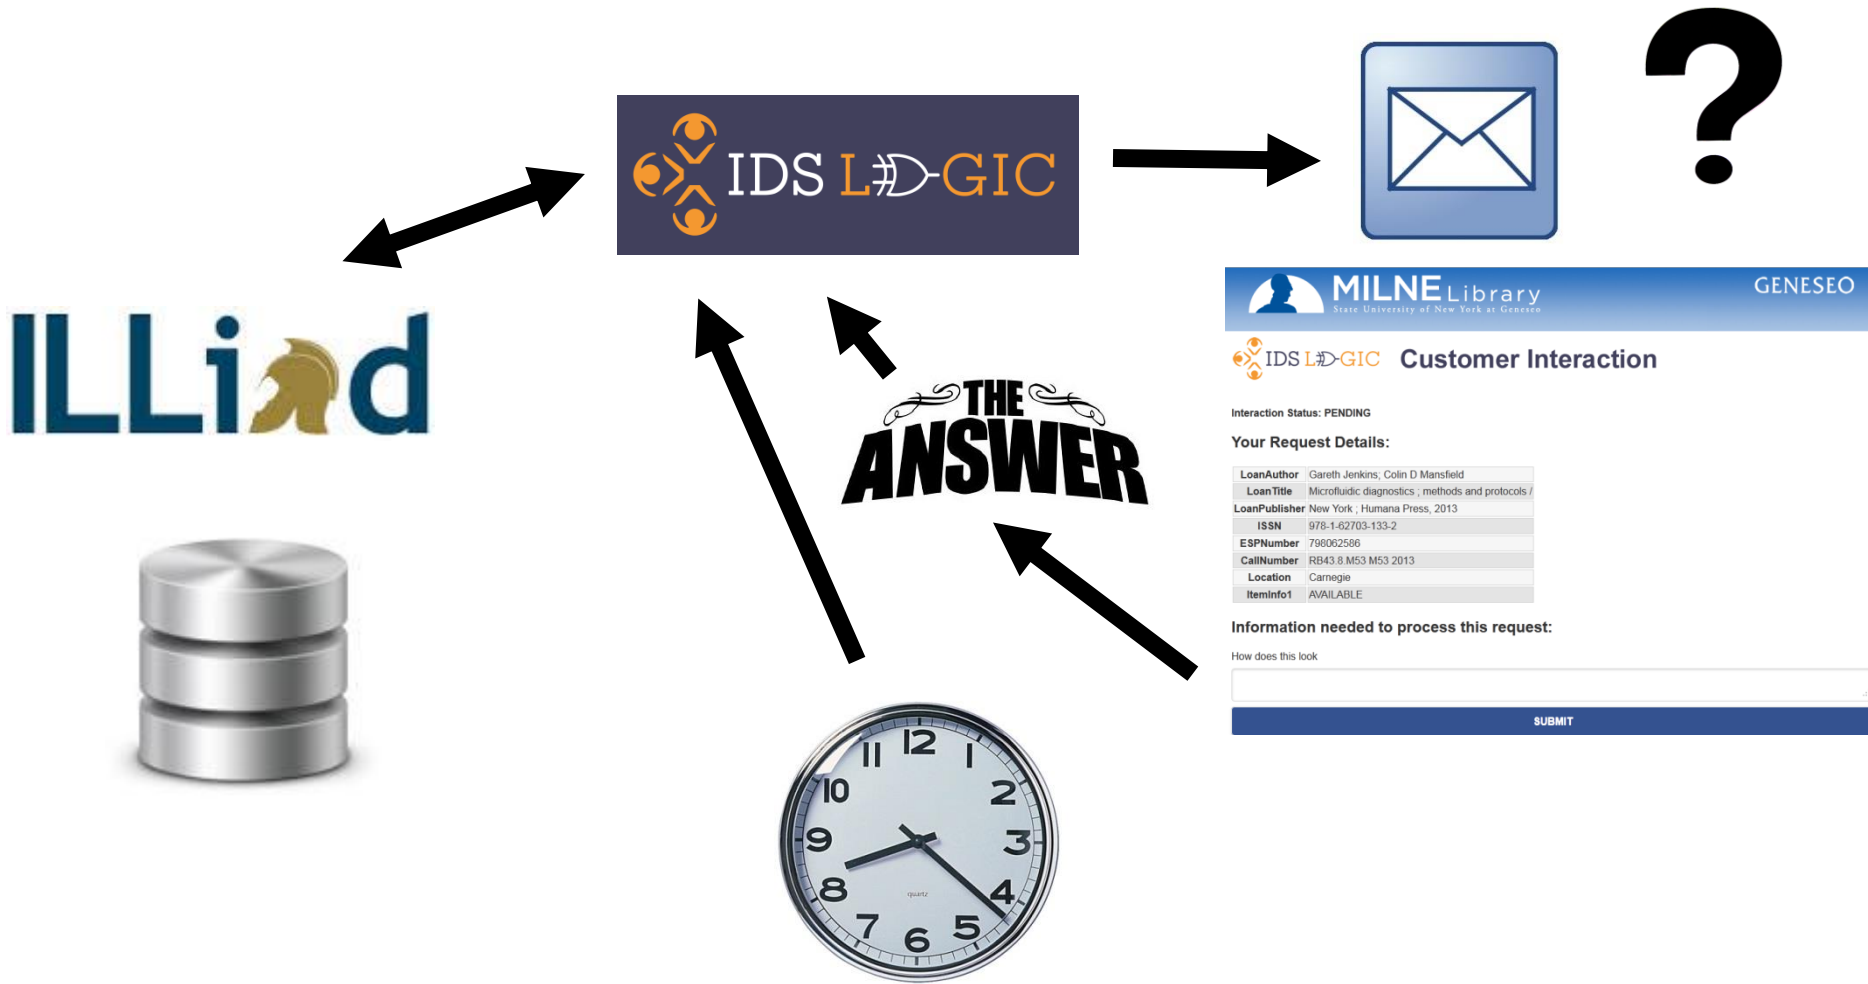 IDS LOGIC
?
ILLiad
MILNE Library
State University of New York at Geneseo
GENESEO
IDS LOGIC Customer Interaction
THE
ANSWER
Interaction Status: PENDING
Your Request Details:
LoanAuthor Gareth Jenkins; Colin D Mansfield
LoanTitle Microfluidic diagnostics ; methods and protocols /
LoanPublisher New York ; Humana Press, 2013
ISSN 978-1-62703-133-2
ESPNumber 798062586
CallNumber RB43.8.M53 M53 2013
Location Carnegie
ItemInfo1 AVAILABLE
Information needed to process this request:
How does this look
SUBMIT
12
1
2
3
4
5
6
7
8
9
10
11
quartz